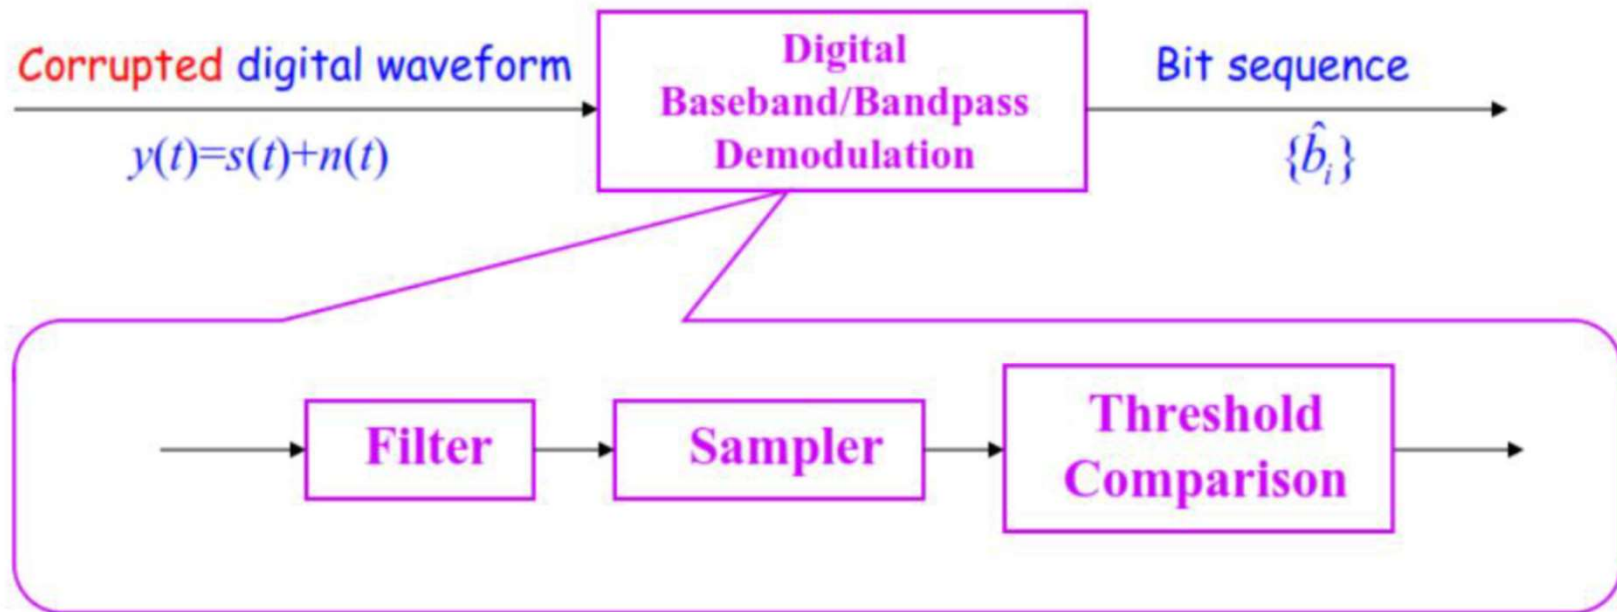 Corrupted digital waveform
y(t)=s(t)+n(t)
Digital
Baseband/Bandpass
Demodulation
Bit sequence
{b̂ᵢ}
Filter
Sampler
Threshold
Comparison